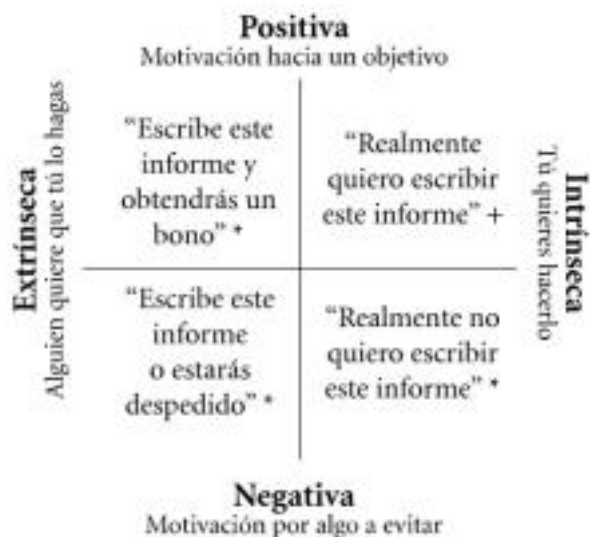 Positiva
Motivación hacia un objetivo
Extrínseca
Alguien quiere que tú lo hagas
“Escribe este
informe y
obtendrás un
bono” *
“Realmente
quiero escribir
este informe” +
Intrínseca
Tú quieres hacerlo
“Escribe este
informe
o estarás
despedido” *
“Realmente no
quiero escribir
este informe” *
Negativa
Motivación por algo a evitar